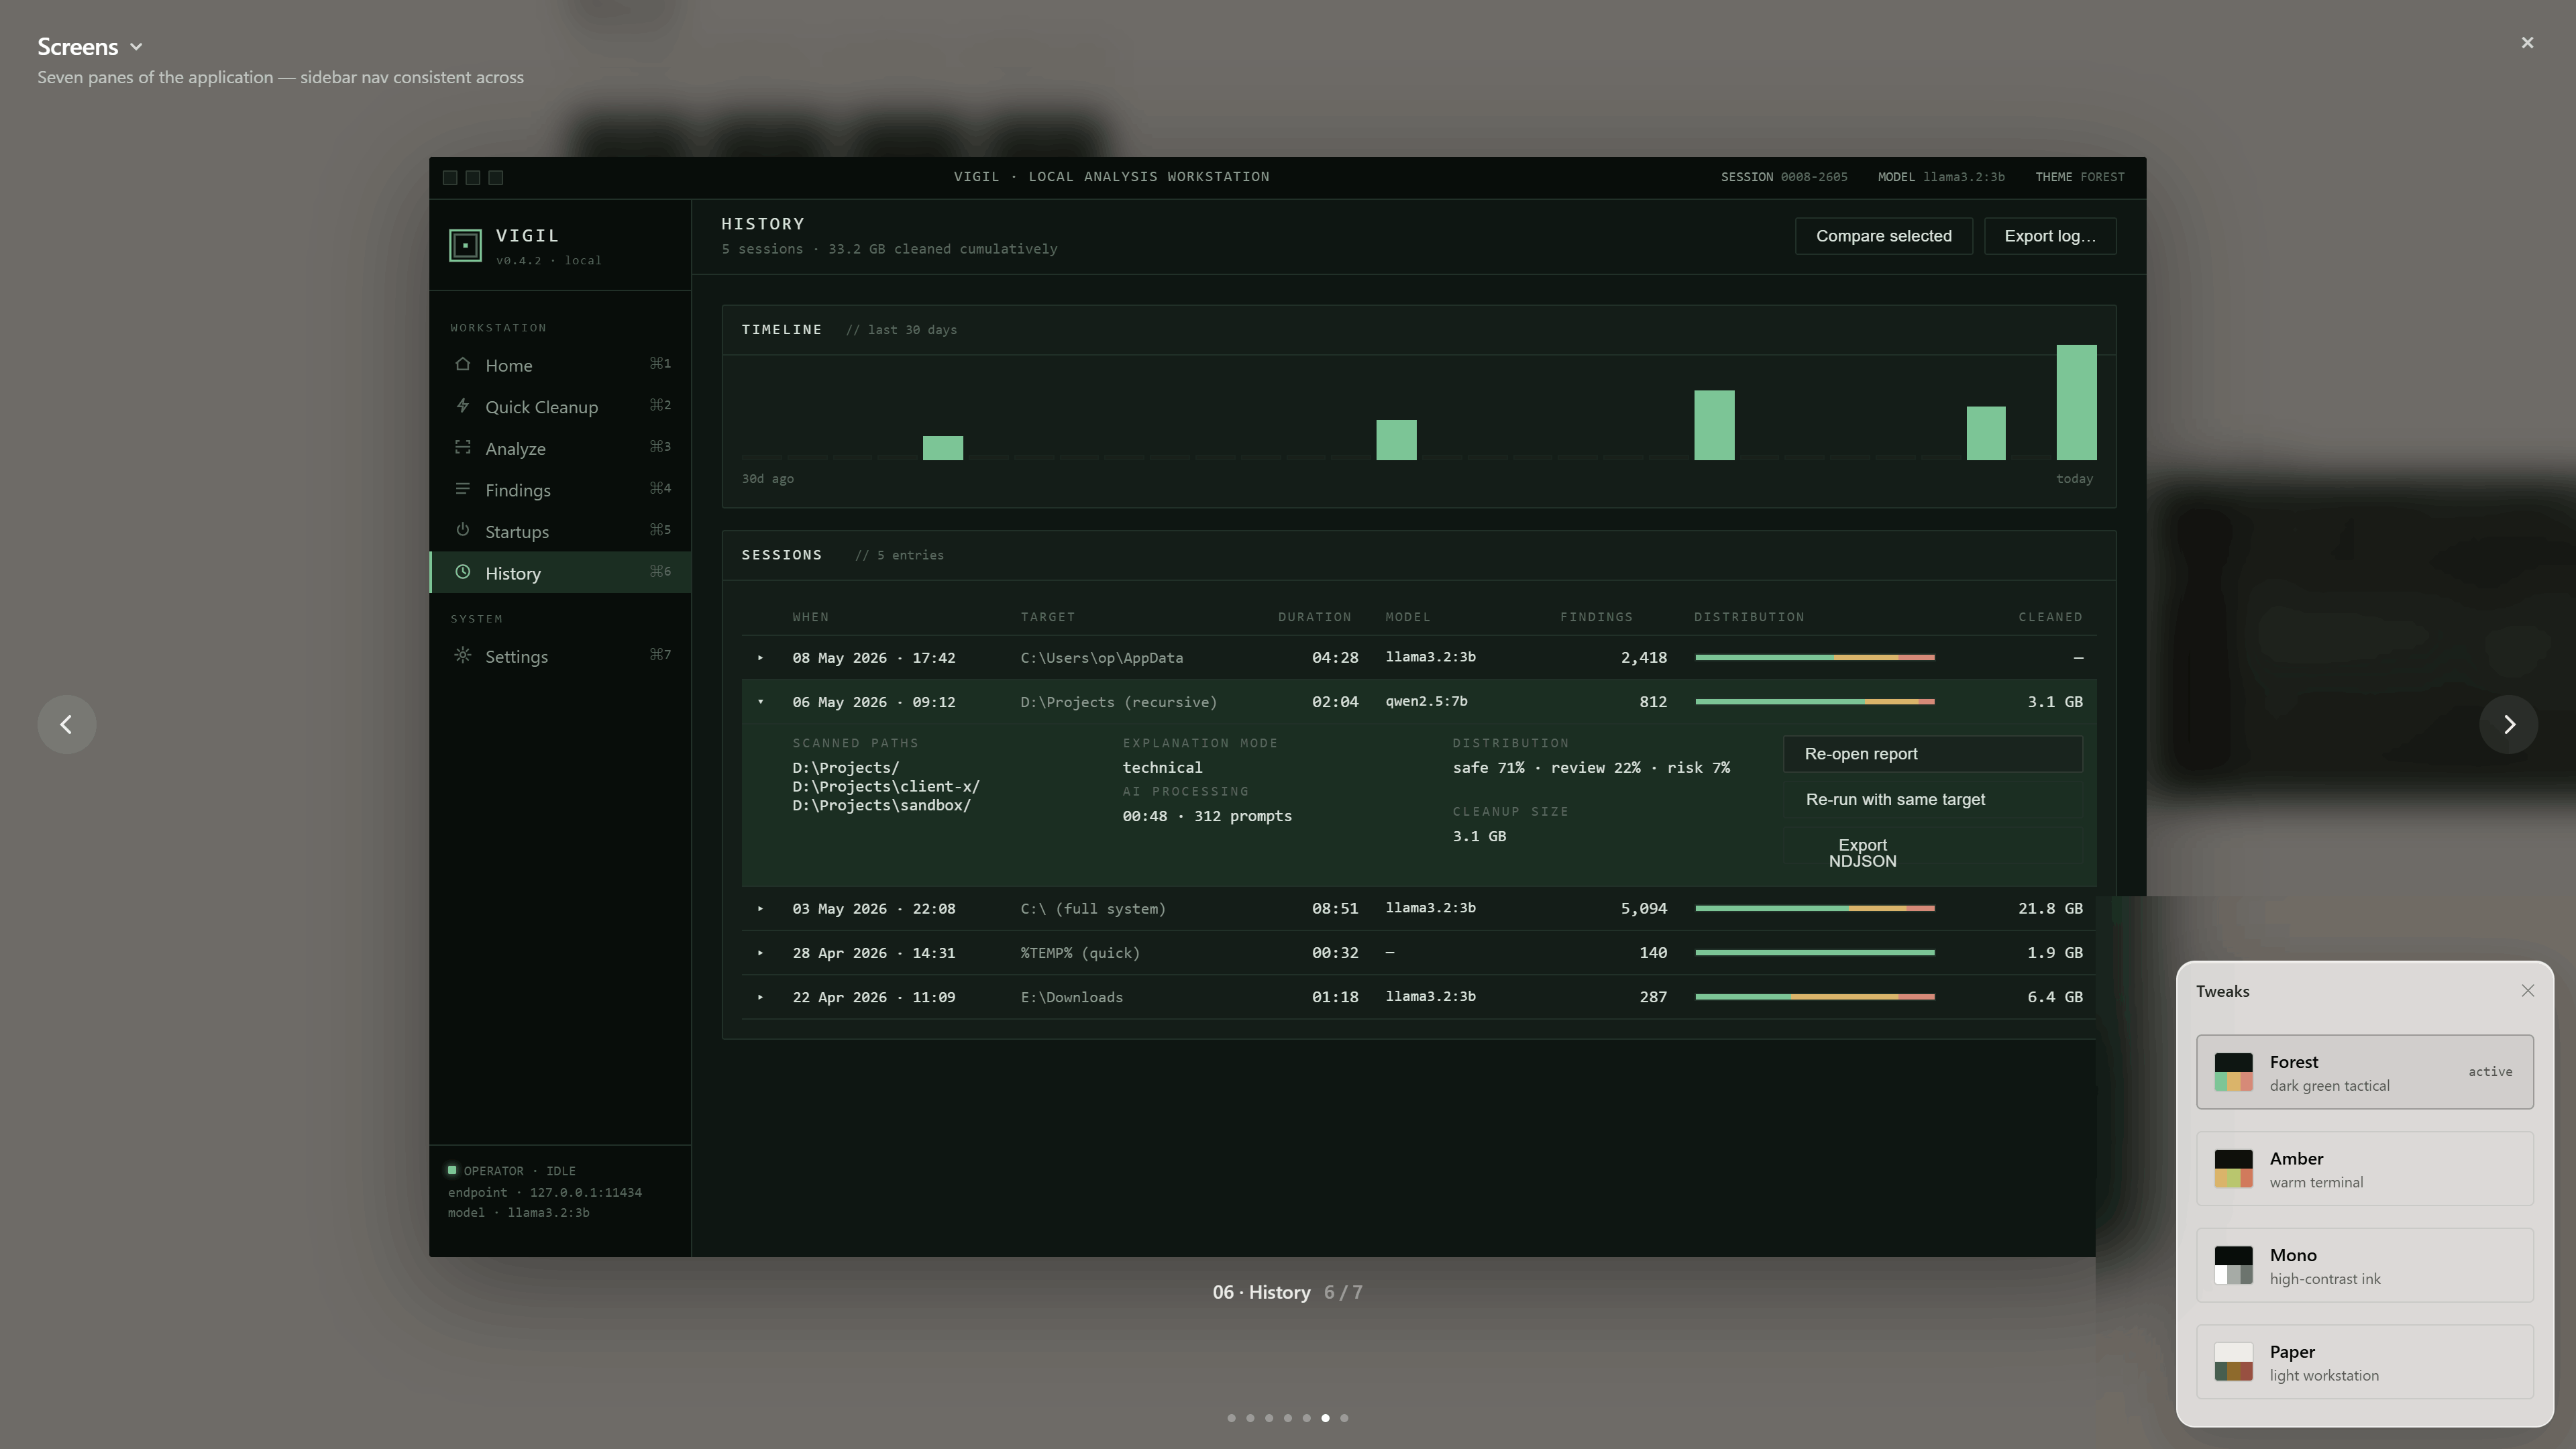 Screens
Seven panes of the application — sidebar nav consistent across
VIGIL · LOCAL ANALYSIS WORKSTATION
SESSION 0008-2605 MODEL llama3.2:3b THEME FOREST
VIGIL
v0.4.2 · local
WORKSTATION
Home ⌘1
Quick Cleanup ⌘2
Analyze ⌘3
Findings ⌘4
Startups ⌘5
History ⌘6
SYSTEM
Settings ⌘7
OPERATOR · IDLE
endpoint · 127.0.0.1:11434
model · llama3.2:3b
HISTORY
5 sessions · 33.2 GB cleaned cumulatively
Compare selected
Export log…
TIMELINE // last 30 days
30d ago today
SESSIONS // 5 entries
WHEN TARGET DURATION MODEL FINDINGS DISTRIBUTION CLEANED
08 May 2026 · 17:42 C:\Users\op\AppData 04:28 llama3.2:3b 2,418 —
06 May 2026 · 09:12 D:\Projects (recursive) 02:04 qwen2.5:7b 812 3.1 GB
SCANNED PATHS
D:\Projects/
D:\Projects\client-x/
D:\Projects\sandbox/
EXPLANATION MODE
technical
AI PROCESSING
00:48 · 312 prompts
DISTRIBUTION
safe 71% · review 22% · risk 7%
CLEANUP SIZE
3.1 GB
Re-open report
Re-run with same target
Export
NDJSON
03 May 2026 · 22:08 C:\ (full system) 08:51 llama3.2:3b 5,094 21.8 GB
28 Apr 2026 · 14:31 %TEMP% (quick) 00:32 — 140 1.9 GB
22 Apr 2026 · 11:09 E:\Downloads 01:18 llama3.2:3b 287 6.4 GB
06 · History 6 / 7
Tweaks
Forest
dark green tactical
active
Amber
warm terminal
Mono
high-contrast ink
Paper
light workstation